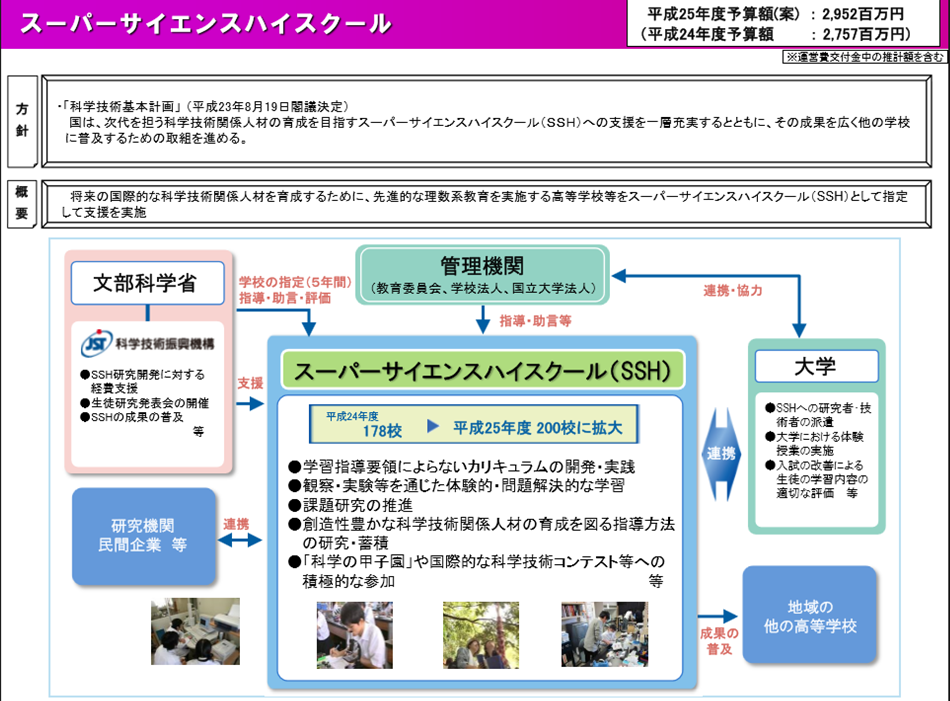 スーパーサイエンスハイスクール
平成25年度予算額(案) : 2,952百万円
(平成24年度予算額 : 2,757百万円)
※運営費交付金中の推計額を含む
方針
・「科学技術基本計画」(平成23年8月19日閣議決定)
国は、次代を担う科学技術関係人材の育成を目指すスーパーサイエンスハイスクール(SSH)への支援を一層充実するとともに、その成果を広く他の学校
に普及するための取組を進める。
概要
将来の国際的な科学技術関係人材を育成するために、先進的な理数系教育を実施する高等学校等をスーパーサイエンスハイスクール(SSH)として指定
して支援を実施
文部科学省
JST 科学技術振興機構
●SSH研究開発に対する
経費支援
●生徒研究発表会の開催
●SSHの成果の普及
等
学校の指定(5年間)
指導・助言・評価
管理機関
(教育委員会、学校法人、国立大学法人)
指導・助言等
連携・協力
支援
スーパーサイエンスハイスクール(SSH)
平成24年度
178校
平成25年度 200校に拡大
●学習指導要領によらないカリキュラムの開発・実践
●観察・実験等を通じた体験的・問題解決的な学習
●課題研究の推進
●創造性豊かな科学技術関係人材の育成を図る指導方法
の研究・蓄積
●「科学の甲子園」や国際的な科学技術コンテスト等への
積極的な参加 等
連携
大学
●SSHへの研究者・技
術者の派遣
●大学における体験
授業の実施
●入試の改善による
生徒の学習内容の
適切な評価 等
研究機関
民間企業 等
連携
成果の
普及
地域の
他の高等学校